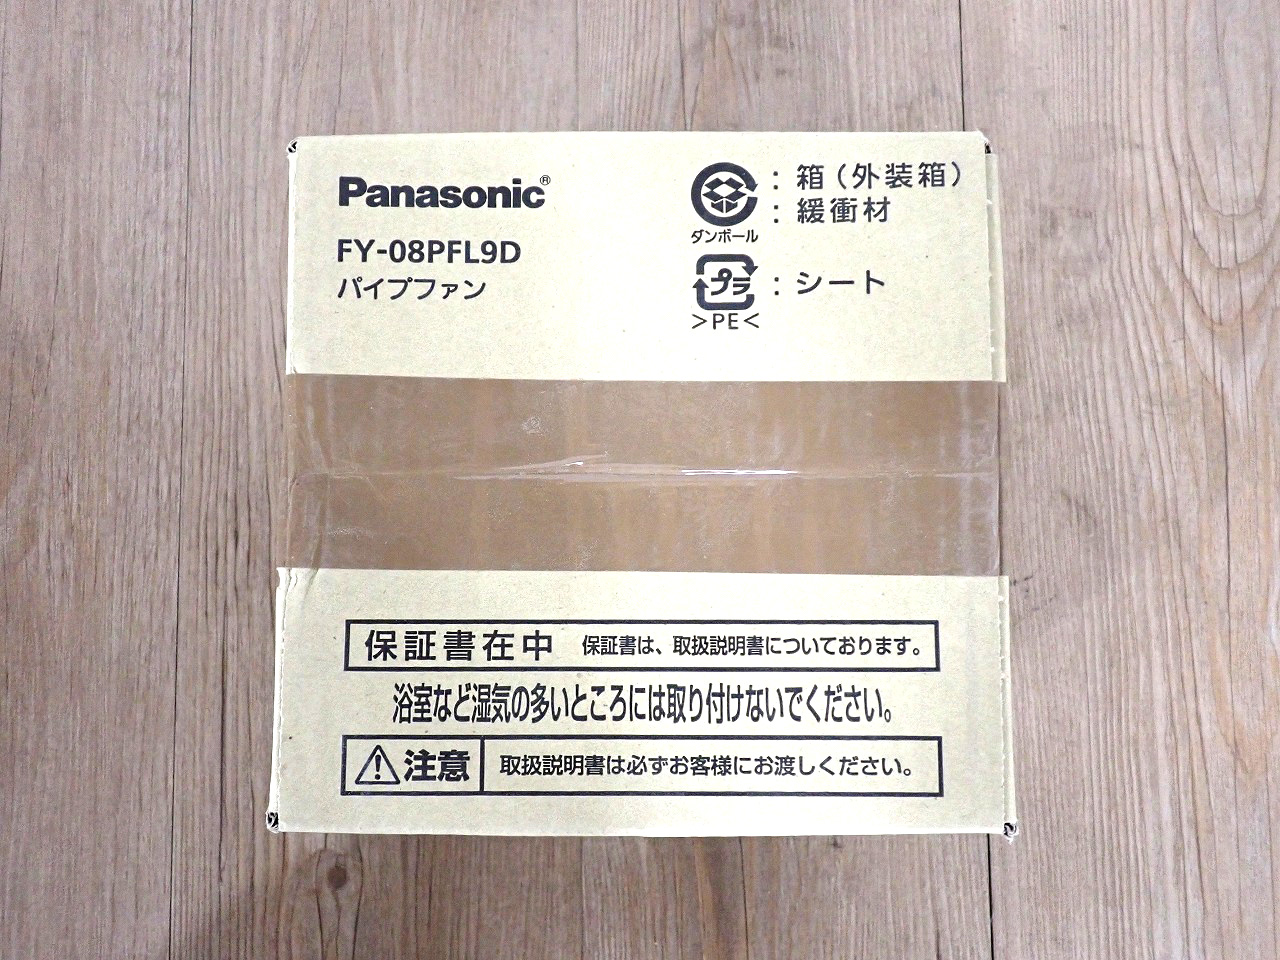 Panasonic®
FY-08PFL9D
パイプファン
ダンボール
：箱（外装箱）
：緩衝材
プラ
：シート
>PE<
保証書在中 保証書は、取扱説明書についております。
浴室など湿気の多いところには取り付けないでください。
注意 取扱説明書は必ずお客様にお渡しください。